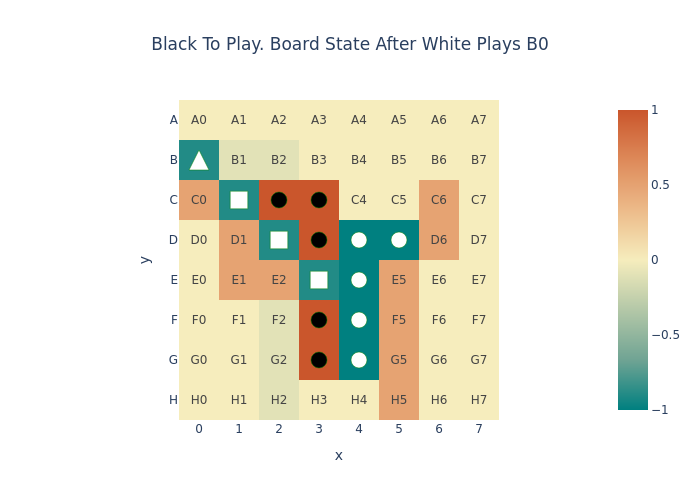 Black To Play. Board State After White Plays B0
A A0 A1 A2 A3 A4 A5 A6 A7
B B1 B2 B3 B4 B5 B6 B7
C C0 C4 C5 C6 C7
D D0 D1 D6 D7
E E0 E1 E2 E5 E6 E7
F F0 F1 F2 F5 F6 F7
G G0 G1 G2 G5 G6 G7
H H0 H1 H2 H3 H4 H5 H6 H7
0 1 2 3 4 5 6 7
x
y
1
0.5
0
−0.5
−1